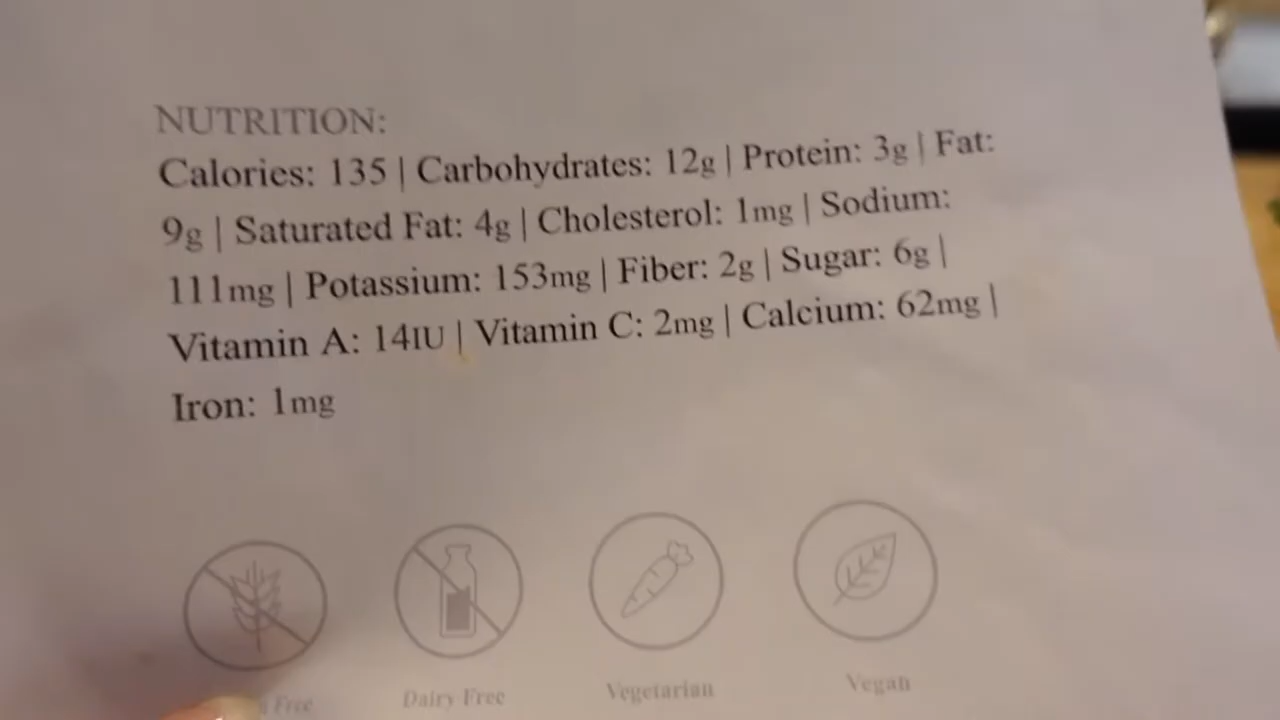 NUTRITION:
Calories: 135 | Carbohydrates: 12g | Protein: 3g | Fat:
9g | Saturated Fat: 4g | Cholesterol: 1mg | Sodium:
111mg | Potassium: 153mg | Fiber: 2g | Sugar: 6g |
Vitamin A: 14IU | Vitamin C: 2mg | Calcium: 62mg |
Iron: 1mg
Free Dairy Free Vegetarian Vegan